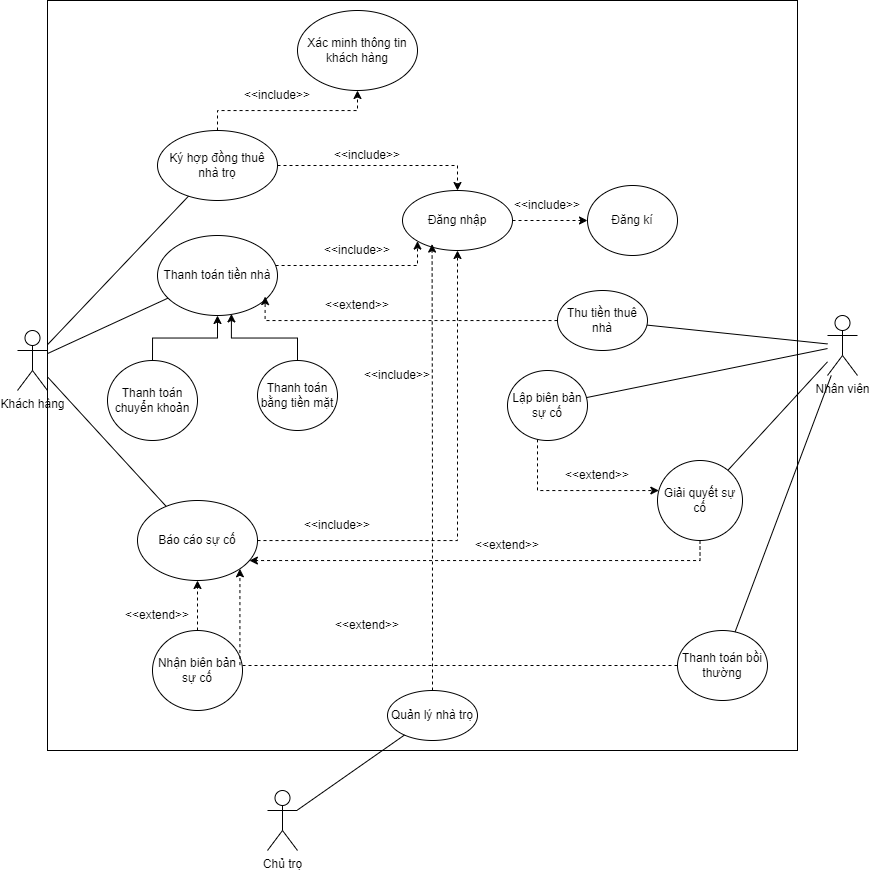 Xác minh thông tin
khách hàng
<<include>>
Ký hợp đồng thuê
nhà trọ
<<include>>
Đăng nhập
<<include>>
Đăng kí
Thanh toán tiền nhà
<<include>>
<<extend>>
Thu tiền thuê
nhà
Khách hàng
Nhân viên
Thanh toán
chuyển khoản
Thanh toán
bằng tiền mặt
<<include>>
Lập biên bản
sự cố
<<extend>>
Giải quyết sự
cố
Báo cáo sự cố
<<include>>
<<extend>>
<<extend>>
<<extend>>
Nhận biên bản
sự cố
Thanh toán bồi
thường
Quản lý nhà trọ
Chủ trọ